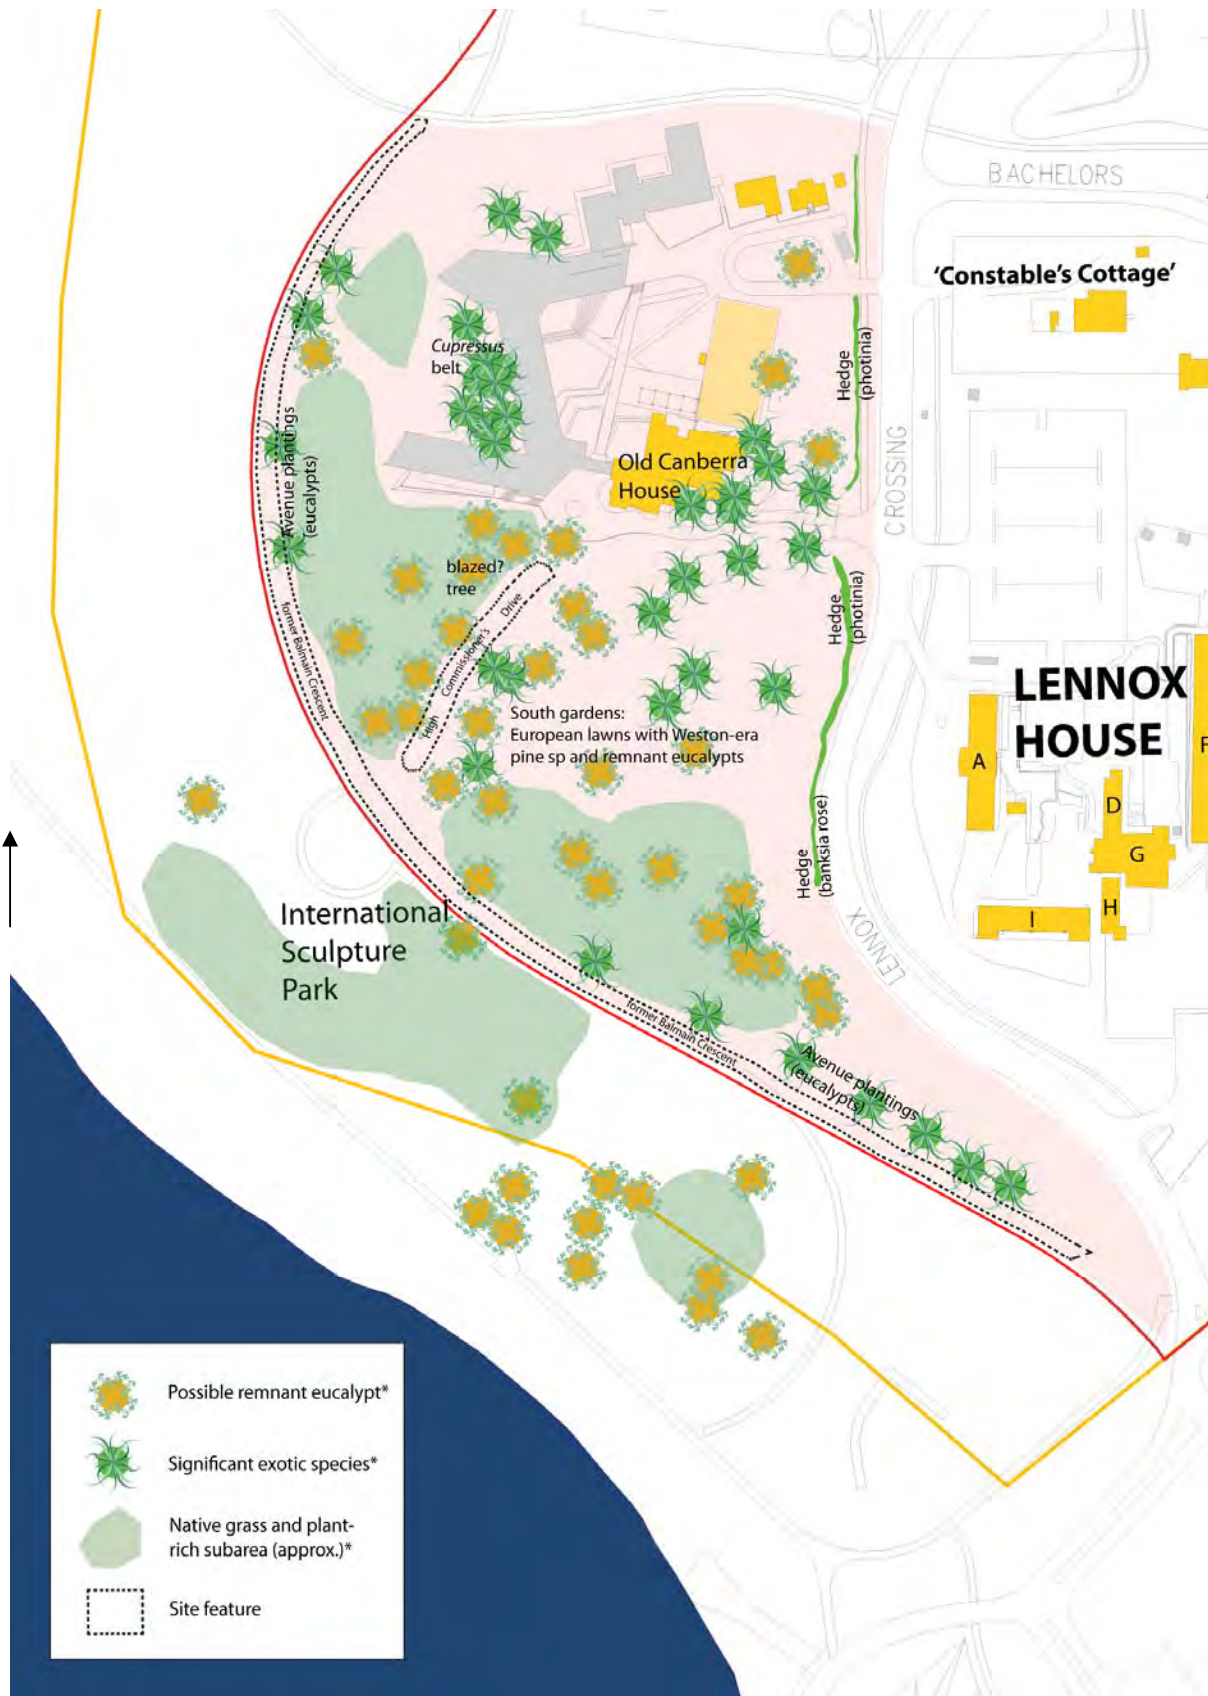 BACHELORS
'Constable's Cottage'
Cupressus
belt
Hedge
(photinia)
Avenue plantings
(eucalypts)
Old Canberra
House
CROSSING
blazed?
tree
High Commissioner's Drive
Hedge
(photinia)
former Balmain Crescent
LENNOX
HOUSE
South gardens:
European lawns with Weston-era
pine sp and remnant eucalypts
A
F
D
G
Hedge
(banksia rose)
H
I
International
Sculpture
Park
LENNOX
former Balmain Crescent
Avenue plantings
(eucalypts)
Possible remnant eucalypt*
Significant exotic species*
Native grass and plant-
rich subarea (approx.)*
Site feature